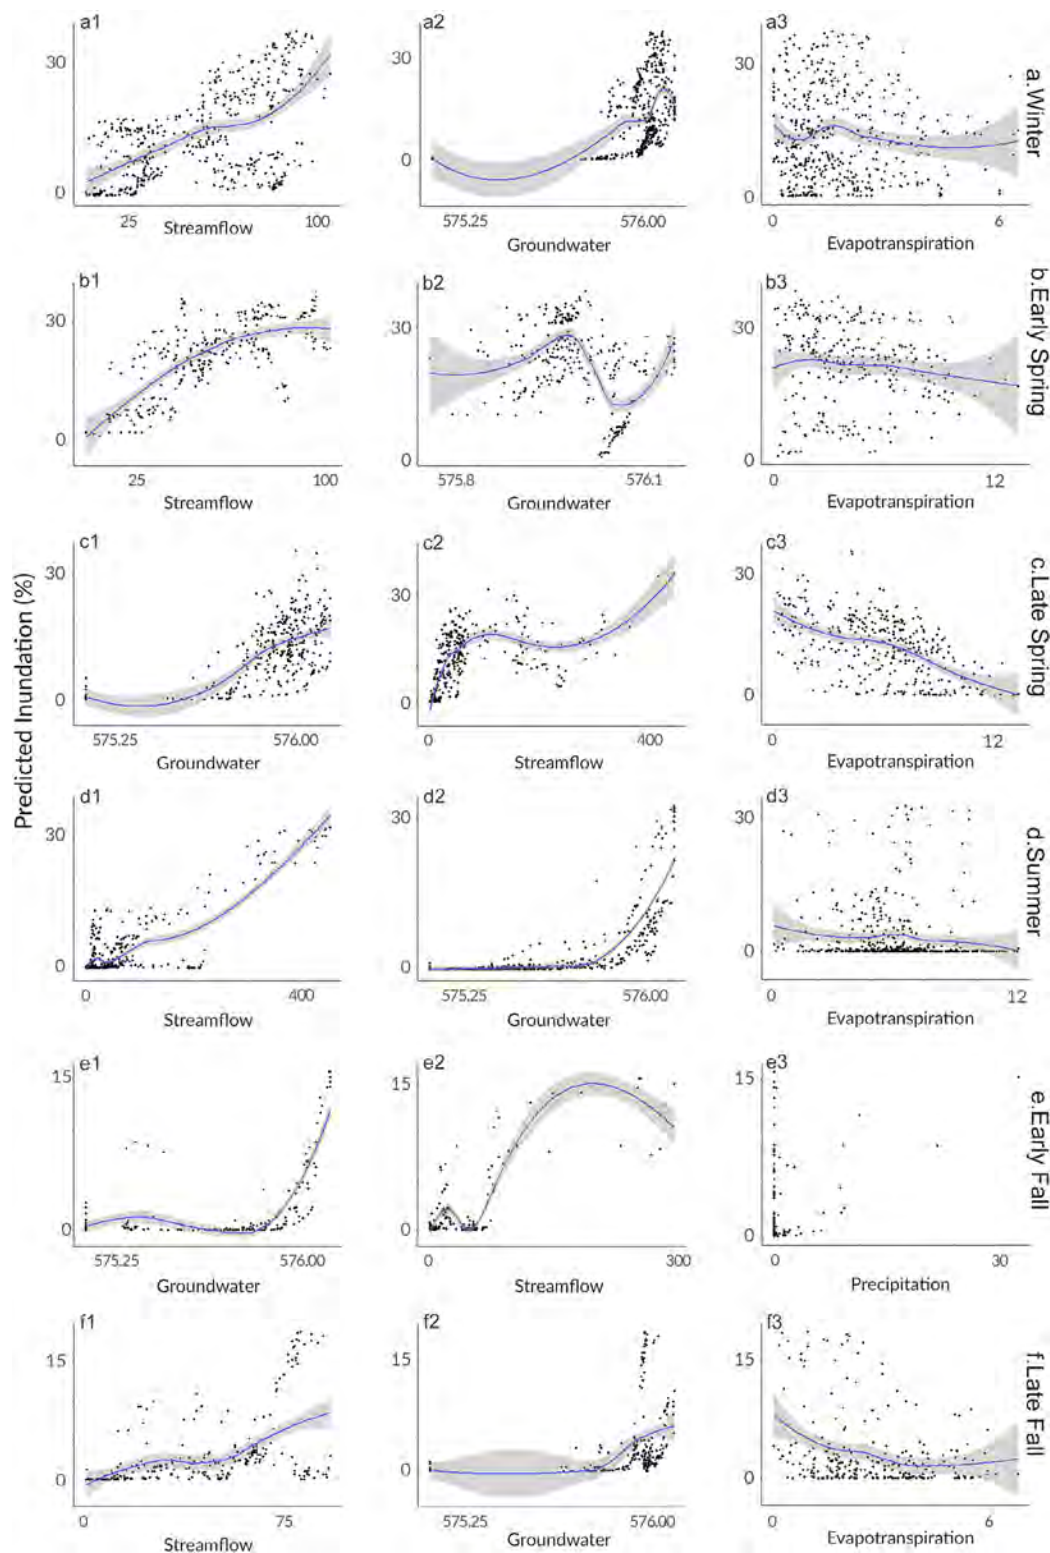 a1
30
0
25
100
Streamflow
a2
30
0
575.25
576.00
Groundwater
a3
30
0
0
6
Evapotranspiration
a.Winter
b1
30
0
25
100
Streamflow
b2
30
0
575.8
576.1
Groundwater
b3
30
0
0
12
Evapotranspiration
b.Early Spring
Predicted Inundation (%)
c1
30
0
575.25
576.00
Groundwater
c2
30
0
0
400
Streamflow
c3
30
0
0
12
Evapotranspiration
c.Late Spring
d1
30
0
0
400
Streamflow
d2
30
0
575.25
576.00
Groundwater
d3
30
0
0
12
Evapotranspiration
d.Summer
e1
15
0
575.25
576.00
Groundwater
e2
15
0
0
300
Streamflow
e3
15
0
0
30
Precipitation
e.Early Fall
f1
15
0
0
75
Streamflow
f2
15
0
575.25
576.00
Groundwater
f3
15
0
0
6
Evapotranspiration
f.Late Fall